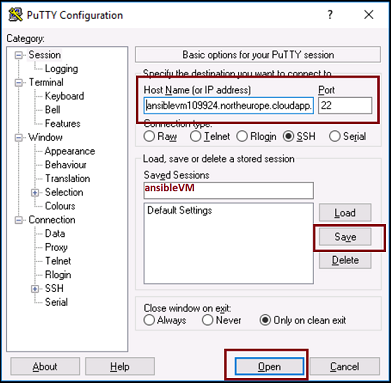 PuTTY Configuration
Category:
Session
Logging
Terminal
Keyboard
Bell
Features
Window
Appearance
Behaviour
Translation
Selection
Colours
Connection
Data
Proxy
Telnet
Rlogin
SSH
Serial
Basic options for your PuTTY session
Specify the destination you want to connect to
Host Name (or IP address) Port
ansiblevm109924.northeurope.cloudapp. 22
Connection type:
Raw Telnet Rlogin SSH Serial
Load, save or delete a stored session
Saved Sessions
ansibleVM
Default Settings
Load
Save
Delete
Close window on exit:
Always Never Only on clean exit
About Help Open Cancel